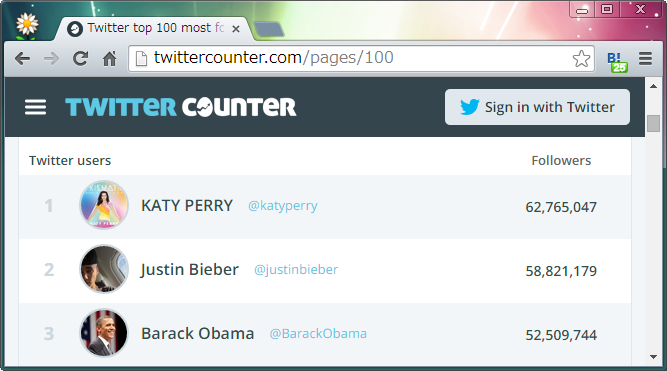 Twitter top 100 most fo
twittercounter.com/pages/100
B!
25
TWITTER COUNTER
Sign in with Twitter
Twitter users Followers
1 KATY PERRY @katyperry 62,765,047
2 Justin Bieber @justinbieber 58,821,179
3 Barack Obama @BarackObama 52,509,744